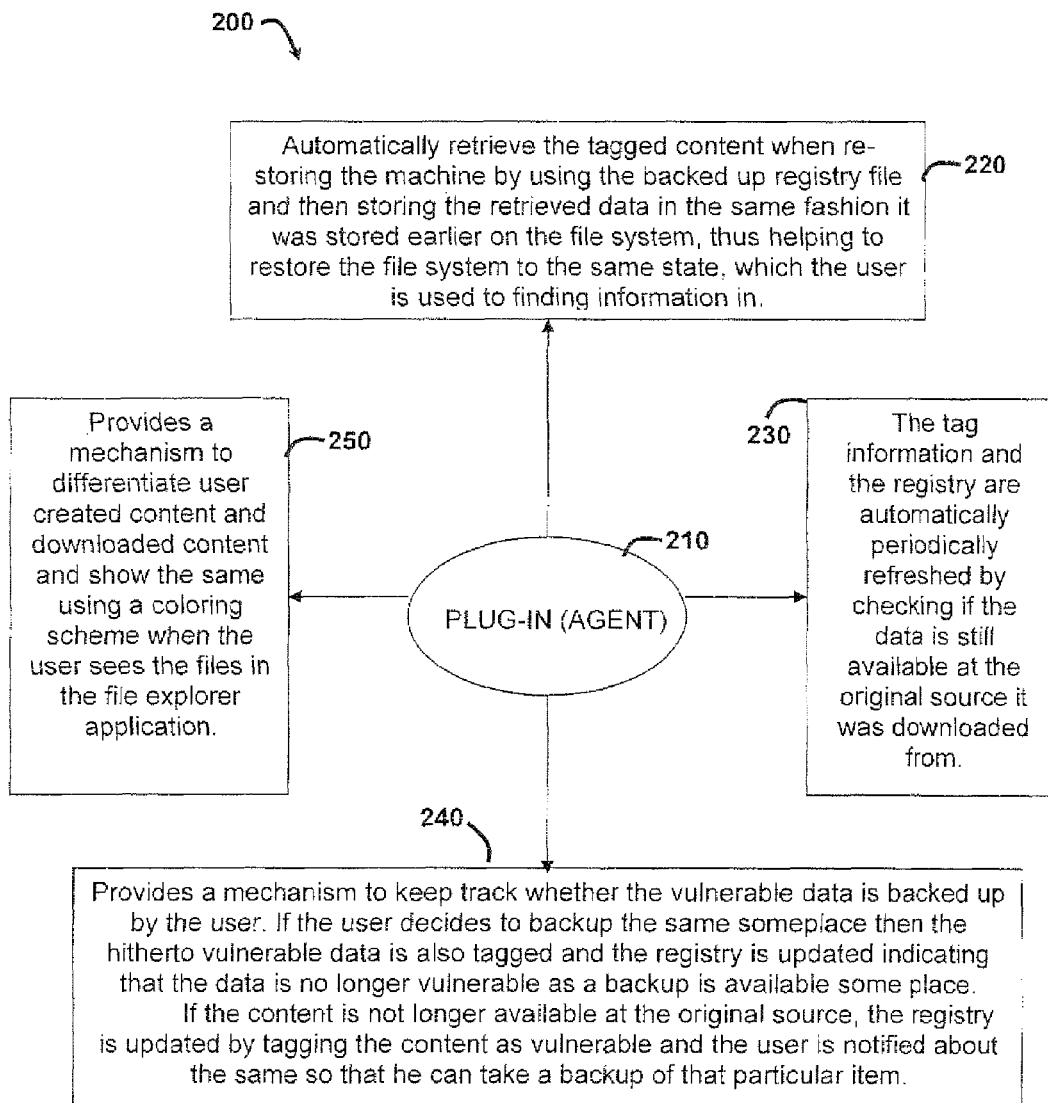 200
Automatically retrieve the tagged content when re-
storing the machine by using the backed up registry file
and then storing the retrieved data in the same fashion it
was stored earlier on the file system, thus helping to
restore the file system to the same state, which the user
is used to finding information in.
220
Provides a
mechanism to
differentiate user
created content and
downloaded content
and show the same
using a coloring
scheme when the
user sees the files in
the file explorer
application.
250
230
The tag
information and
the registry are
automatically
periodically
refreshed by
checking if the
data is still
available at the
original source it
was downloaded
from.
210
PLUG-IN (AGENT)
240
Provides a mechanism to keep track whether the vulnerable data is backed up
by the user. If the user decides to backup the same someplace then the
hitherto vulnerable data is also tagged and the registry is updated indicating
that the data is no longer vulnerable as a backup is available some place.
If the content is not longer available at the original source, the registry
is updated by tagging the content as vulnerable and the user is notified about
the same so that he can take a backup of that particular item.